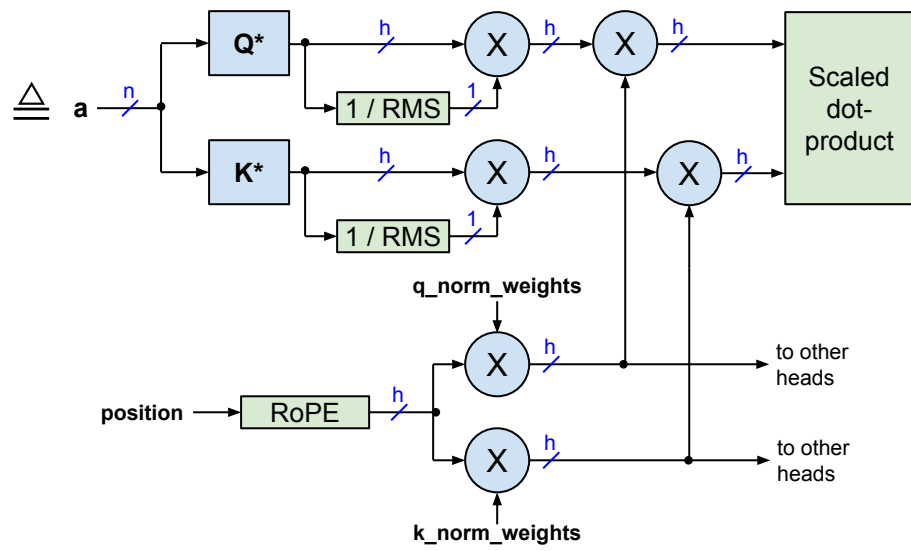 Q*
h
X
h
X
h
Scaled
dot-
product
≜
a
n
1 / RMS
1
K*
h
X
h
X
h
1 / RMS
1
q_norm_weights
X
h
to other
heads
position
RoPE
h
X
h
to other
heads
k_norm_weights